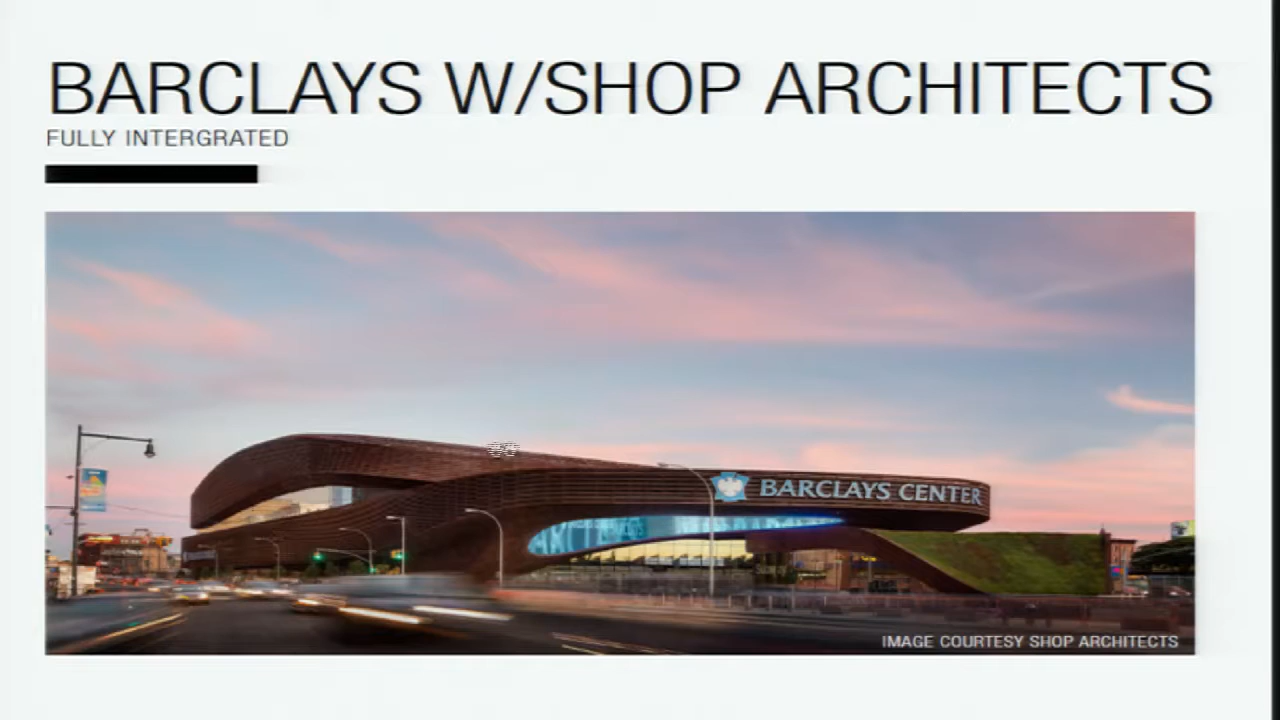 BARCLAYS W/SHOP ARCHITECTS
FULLY INTERGRATED
BARCLAYS CENTER
IMAGE COURTESY SHOP ARCHITECTS